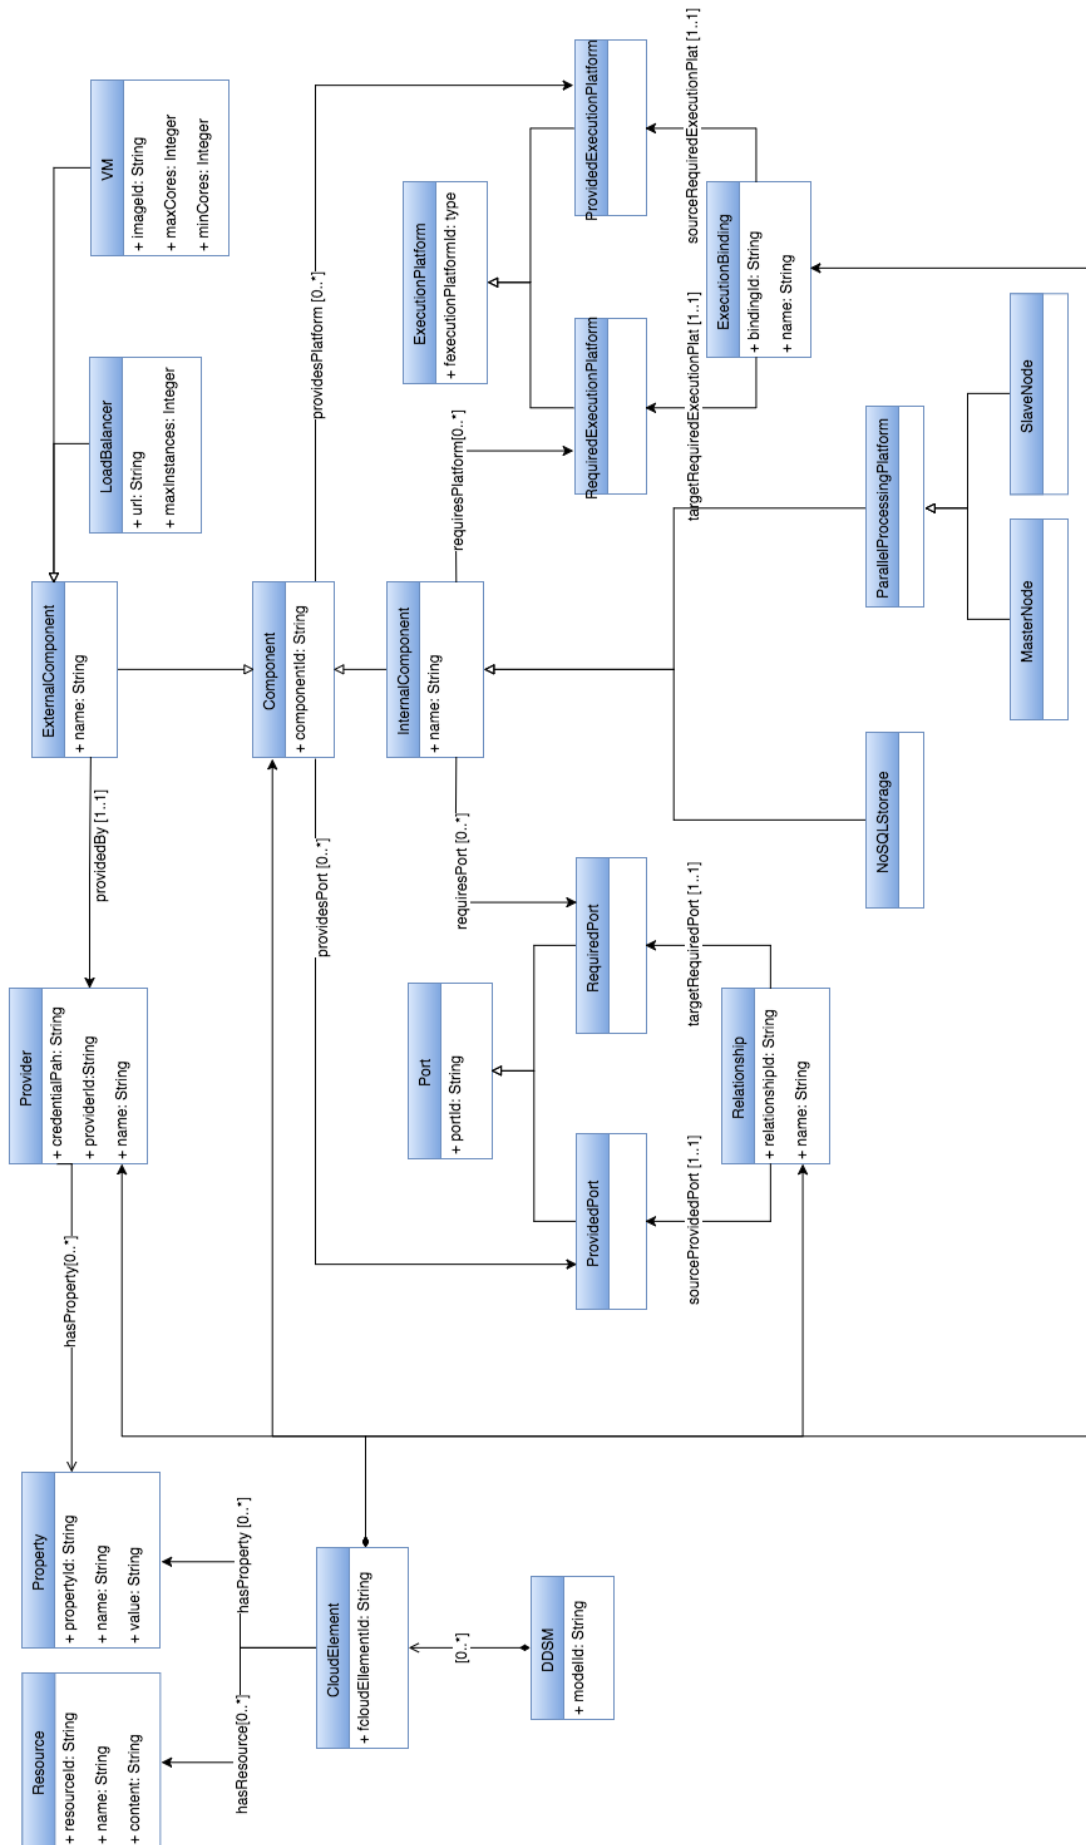 Resource
+ resourceId: String
+ name: String
+ content: String
Property
+ propertyId: String
+ name: String
+ value: String
Provider
+ credentialPah: String
+ providerId:String
+ name: String
ExternalComponent
+ name: String
LoadBalancer
+ url: String
+ maxInstances: Integer
VM
+ imageId: String
+ maxCores: Integer
+ minCores: Integer
hasProperty[0..*]
providedBy [1..1]
hasResource[0..*]
hasProperty [0..*]
CloudElement
+ fcloudEllementId: String
[0..*]
DDSM
+ modelId: String
Component
+ componentId: String
providesPort [0..*]
providesPlatform [0..*]
InternalComponent
+ name: String
requiresPort [0..*]
requiresPlatform[0..*]
Port
+ portId: String
ExecutionPlatform
+ fexecutionPlatformId: type
ProvidedPort
RequiredPort
RequiredExecutionPlatform
ProvidedExecutionPlatform
sourceProvidedPort [1..1]
targetRequiredPort [1..1]
targetRequiredExecutionPlat [1..1]
sourceRequiredExecutionPlat [1..1]
Relationship
+ relationshipId: String
+ name: String
ExecutionBinding
+ bindingId: String
+ name: String
NoSQLStorage
ParallelProcessingPlatform
MasterNode
SlaveNode